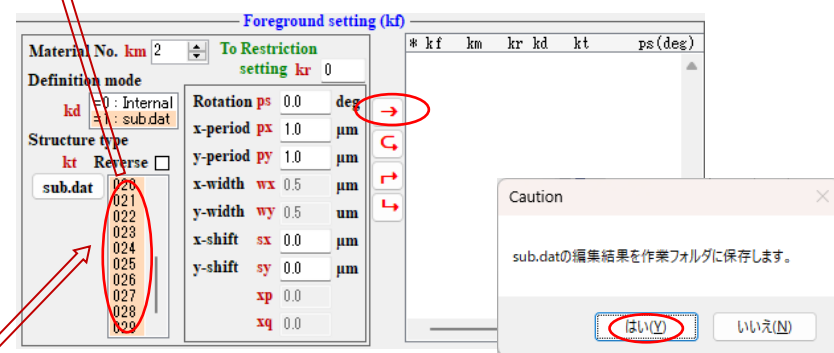 Foreground setting (kf)
Material No. km 2
To Restriction
setting kr 0
Definition mode
kd
=0 : Internal
=1 : sub.dat
Structure type
kt Reverse
sub.dat
020
021
022
023
024
025
026
027
028
029
Rotation ps 0.0 deg
x-period px 1.0 μm
y-period py 1.0 μm
x-width wx 0.5 μm
y-width wy 0.5 um
x-shift sx 0.0 μm
y-shift sy 0.0 μm
xp 0.0
xq 0.0
* kf km kr kd kt ps(deg)
Caution
sub.datの編集結果を作業フォルダに保存します。
はい(Y)
いいえ(N)